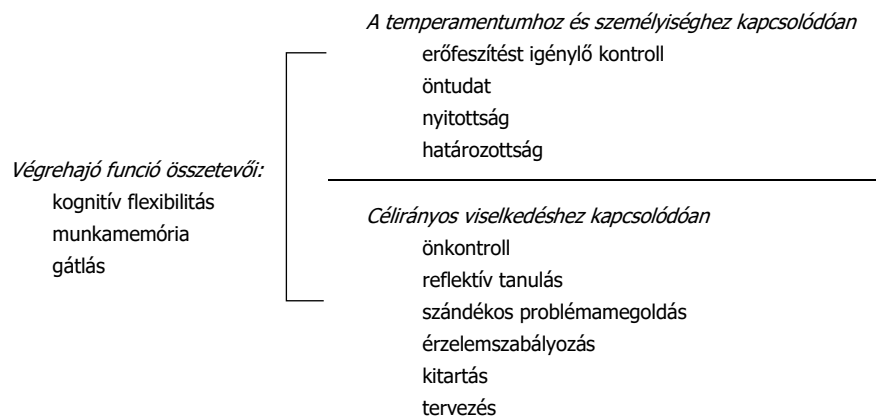 Végrehajó funció összetevői:
kognitív flexibilitás
munkamemória
gátlás
A temperamentumhoz és személyiséghez kapcsolódóan
erőfeszítést igénylő kontroll
öntudat
nyitottság
határozottság
Célirányos viselkedéshez kapcsolódóan
önkontroll
reflektív tanulás
szándékos problémamegoldás
érzelemszabályozás
kitartás
tervezés